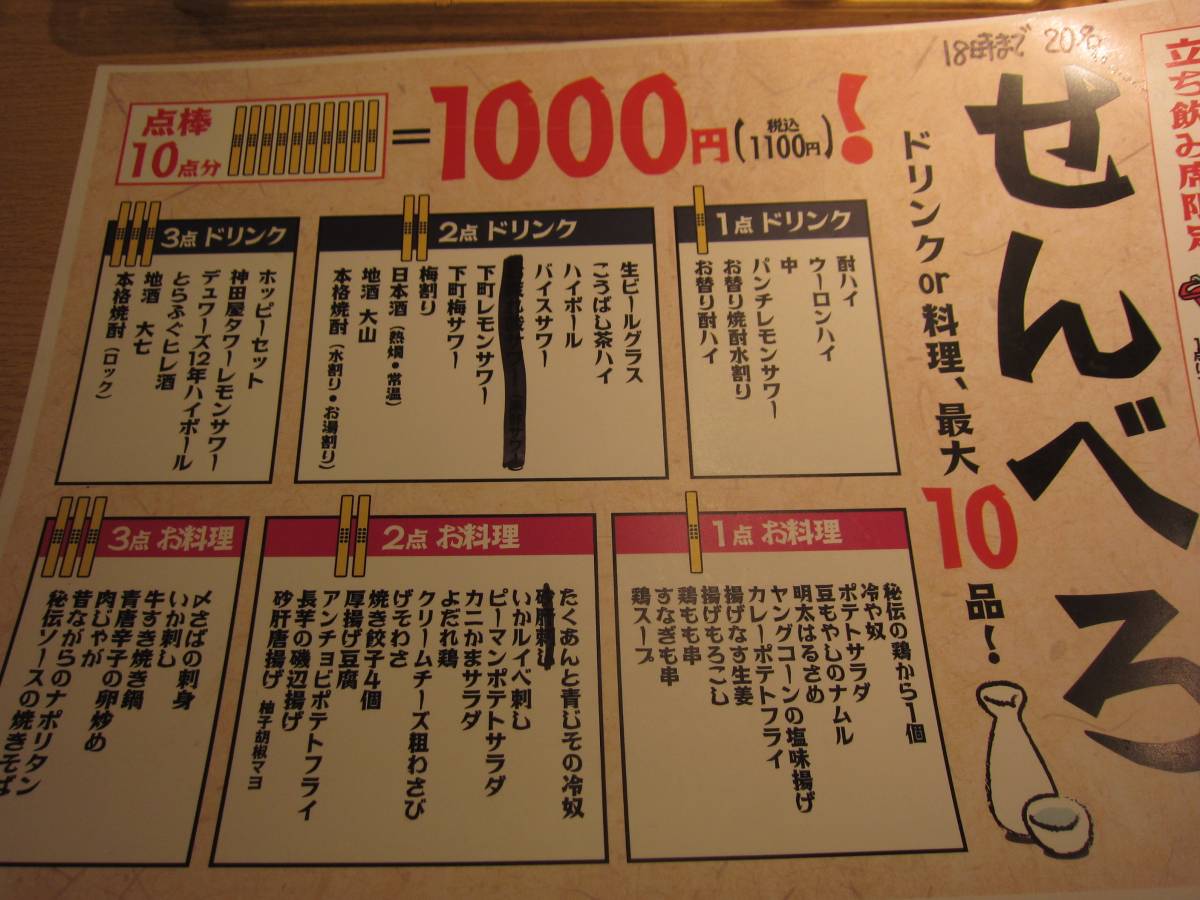 18時まで 20名
立ち飲み席限定
せんべろ
ドリンクor料理、最大10品!
点棒
10点分
=1000円(税込1100円)!
1点 ドリンク
酎ハイ
ウーロンハイ
中
パンチレモンサワー
お替り焼酎水割り
お替り酎ハイ
2点 ドリンク
生ビールグラス
こうばし茶ハイ
ハイボール
バイスサワー
下町レモンサワー
下町梅サワー
梅割り
日本酒(熱燗・常温)
地酒 大山
本格焼酎(水割り・お湯割り)
3点 ドリンク
ホッピーセット
神田屋タワーレモンサワー
デュワーズ12年ハイボール
とらふぐヒレ酒
地酒 大七
本格焼酎(ロック)
1点 お料理
秘伝の鶏から一個
冷や奴
ポテトサラダ
豆もやしのナムル
明太はるさめ
ヤングコーンの塩味揚げ
カレーポテトフライ
揚げなす生姜
揚げもろこし
鶏もも串
すなぎも串
鶏スープ
2点 お料理
たくあんと青じその冷奴
砂肝刺し
いかルイベ刺し
ピーマンポテトサラダ
カニかまサラダ
よだれ鶏
クリームチーズ粗わさび
げそわさ
焼き餃子4個
厚揚げ豆腐
アンチョビポテトフライ
長芋の磯辺揚げ
砂肝唐揚げ 柚子胡椒マヨ
3点 お料理
〆さばの刺身
いか刺し
牛すき焼き鍋
青唐辛子の卵炒め
肉じゃが
昔ながらのナポリタン
秘伝ソースの焼きそば